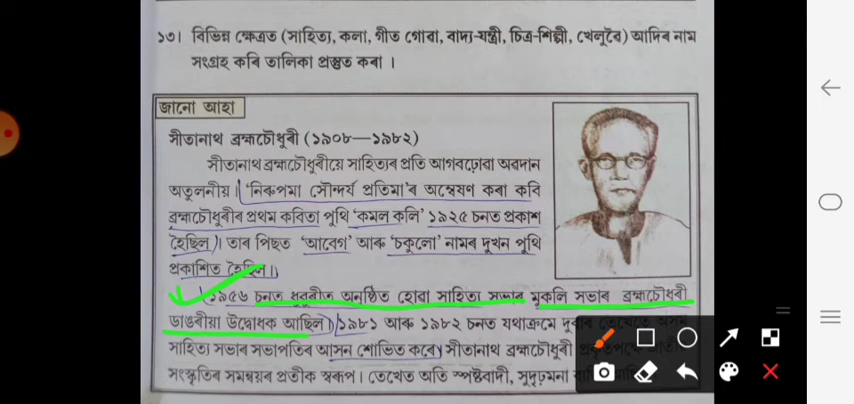 ১৩। বিভিন্ন ক্ষেত্ৰত (সাহিত্য, কলা, গীত গোৱা, বাদ্য-যন্ত্ৰী, চিত্ৰ-শিল্পী, খেলুৱৈ) আদিৰ নাম
সংগ্ৰহ কৰি তালিকা প্ৰস্তুত কৰা ।
জানো আহা
সীতানাথ ব্ৰহ্মচৌধুৰী (১৯০৮—১৯৮২)
সীতানাথ ব্ৰহ্মচৌধুৰীয়ে সাহিত্যৰ প্ৰতি আগবঢ়োৱা অৱদান
অতুলনীয়। 'নিৰুপমা সৌন্দৰ্য প্ৰতিমা'ৰ অন্বেষণ কৰা কবি
ব্ৰহ্মচৌধুৰীৰ প্ৰথম কবিতা পুথি 'কমল কলি' ১৯২৫ চনত প্ৰকাশ
হৈছিল। তাৰ পিছত 'আবেগ' আৰু 'চকুলো' নামৰ দুখন পুথি
প্ৰকাশিত হৈছিল।
১৯৫৬ চনত ধুবুৰীত অনুষ্ঠিত হোৱা সাহিত্য সভাৰ মুকলি সভাৰ ব্ৰহ্মচৌধুৰী
ডাঙৰীয়া উদ্বোধক আছিল। ১৯৮১ আৰু ১৯৮২ চনত যথাক্ৰমে দুবাৰ তেখেতে অসম
সাহিত্য সভাৰ সভাপতিৰ আসন শোভিত কৰে। সীতানাথ ব্ৰহ্মচৌধুৰী প্ৰকৃতপক্ষে
সংস্কৃতিৰ সমন্বয়ৰ প্ৰতীক স্বৰূপ। তেখেত অতি স্পষ্টবাদী, সুদৃঢ়মনা